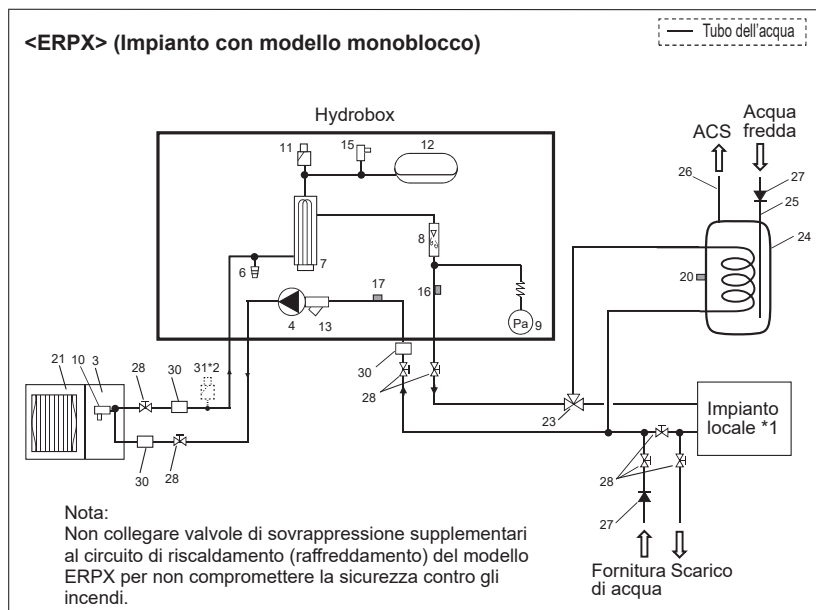 <ERPX> (Impianto con modello monoblocco)
Tubo dell'acqua
Hydrobox
ACS
Acqua
fredda
11
15
12
26
27
25
24
8
7
6
17
16
20
4
13
Pa
9
21
10
3
28
30
31*2
30
28
23
Impianto
locale *1
30
28
28
27
Nota:
Non collegare valvole di sovrappressione supplementari
al circuito di riscaldamento (raffreddamento) del modello
ERPX per non compromettere la sicurezza contro gli
incendi.
Fornitura Scarico
di acqua